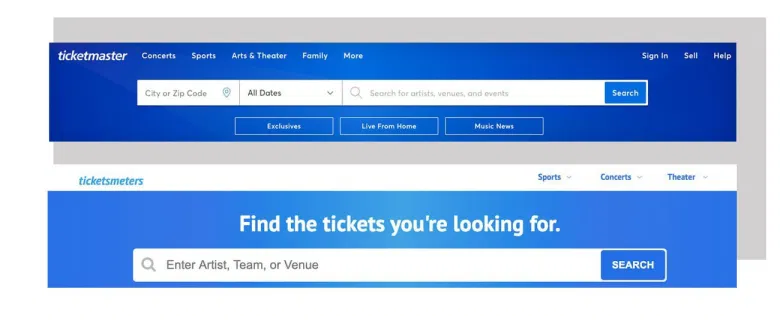 ticketmaster Concerts Sports Arts & Theater Family More Sign In Sell Help
City or Zip Code All Dates Search for artists, venues, and events Search
Exclusives Live From Home Music News
ticketsmeters Sports Concerts Theater
Find the tickets you're looking for.
Enter Artist, Team, or Venue SEARCH